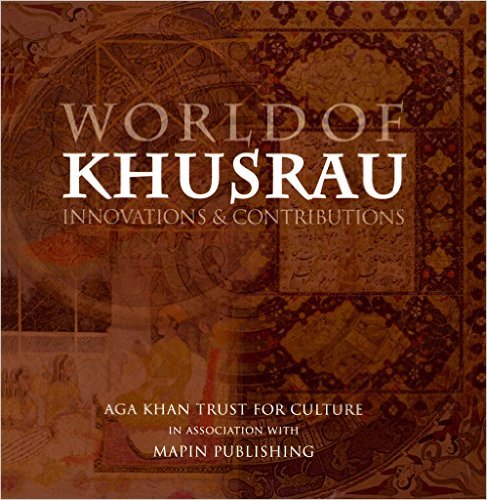 WORLD OF
KHUSRAU
INNOVATIONS & CONTRIBUTIONS
AGA KHAN TRUST FOR CULTURE
IN ASSOCIATION WITH
MAPIN PUBLISHING